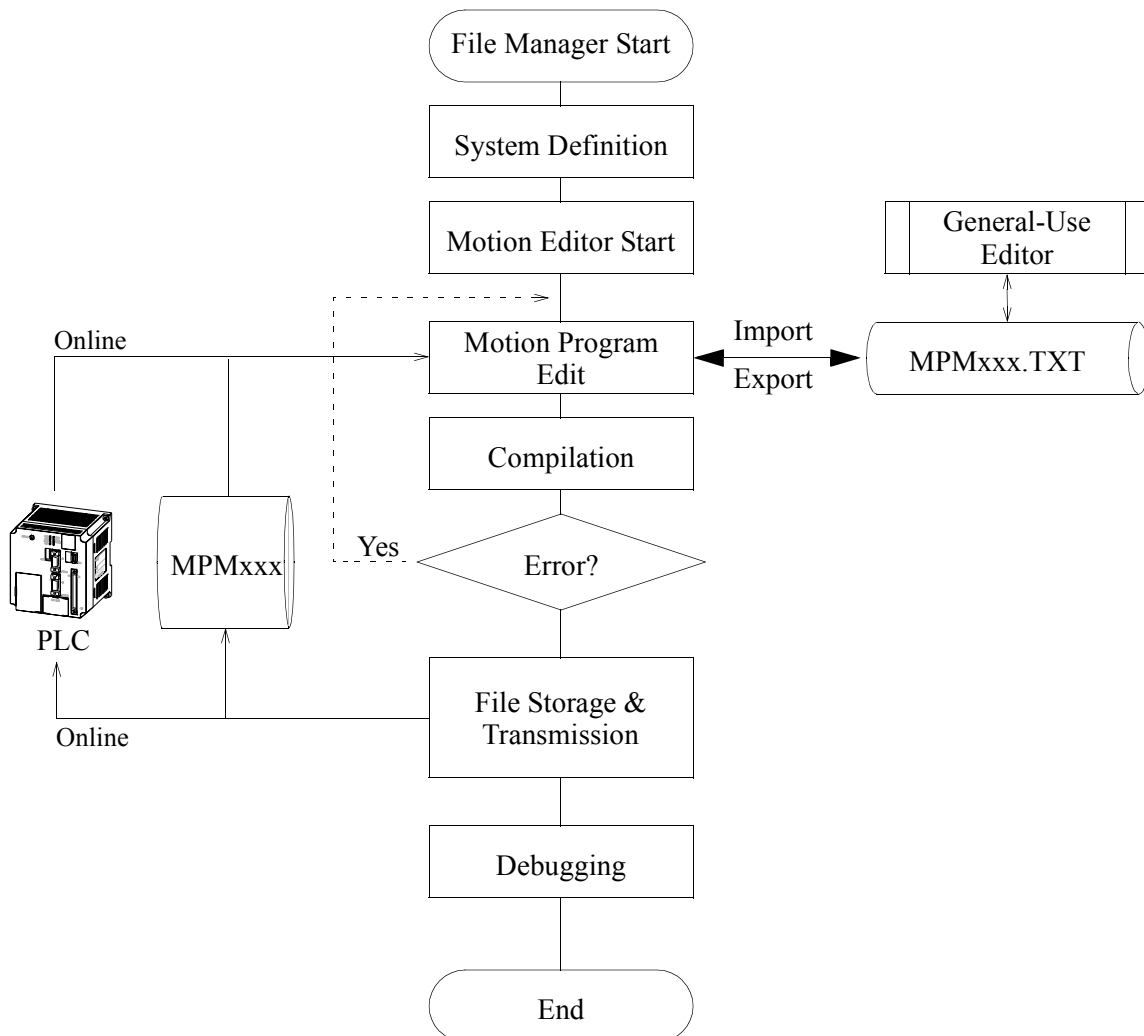 File Manager Start
System Definition
Motion Editor Start
General-Use
Editor
Online
Motion Program
Edit
Import
Export
MPMxxx.TXT
Compilation
MPMxxx
Yes
Error?
PLC
File Storage &
Transmission
Online
Debugging
End